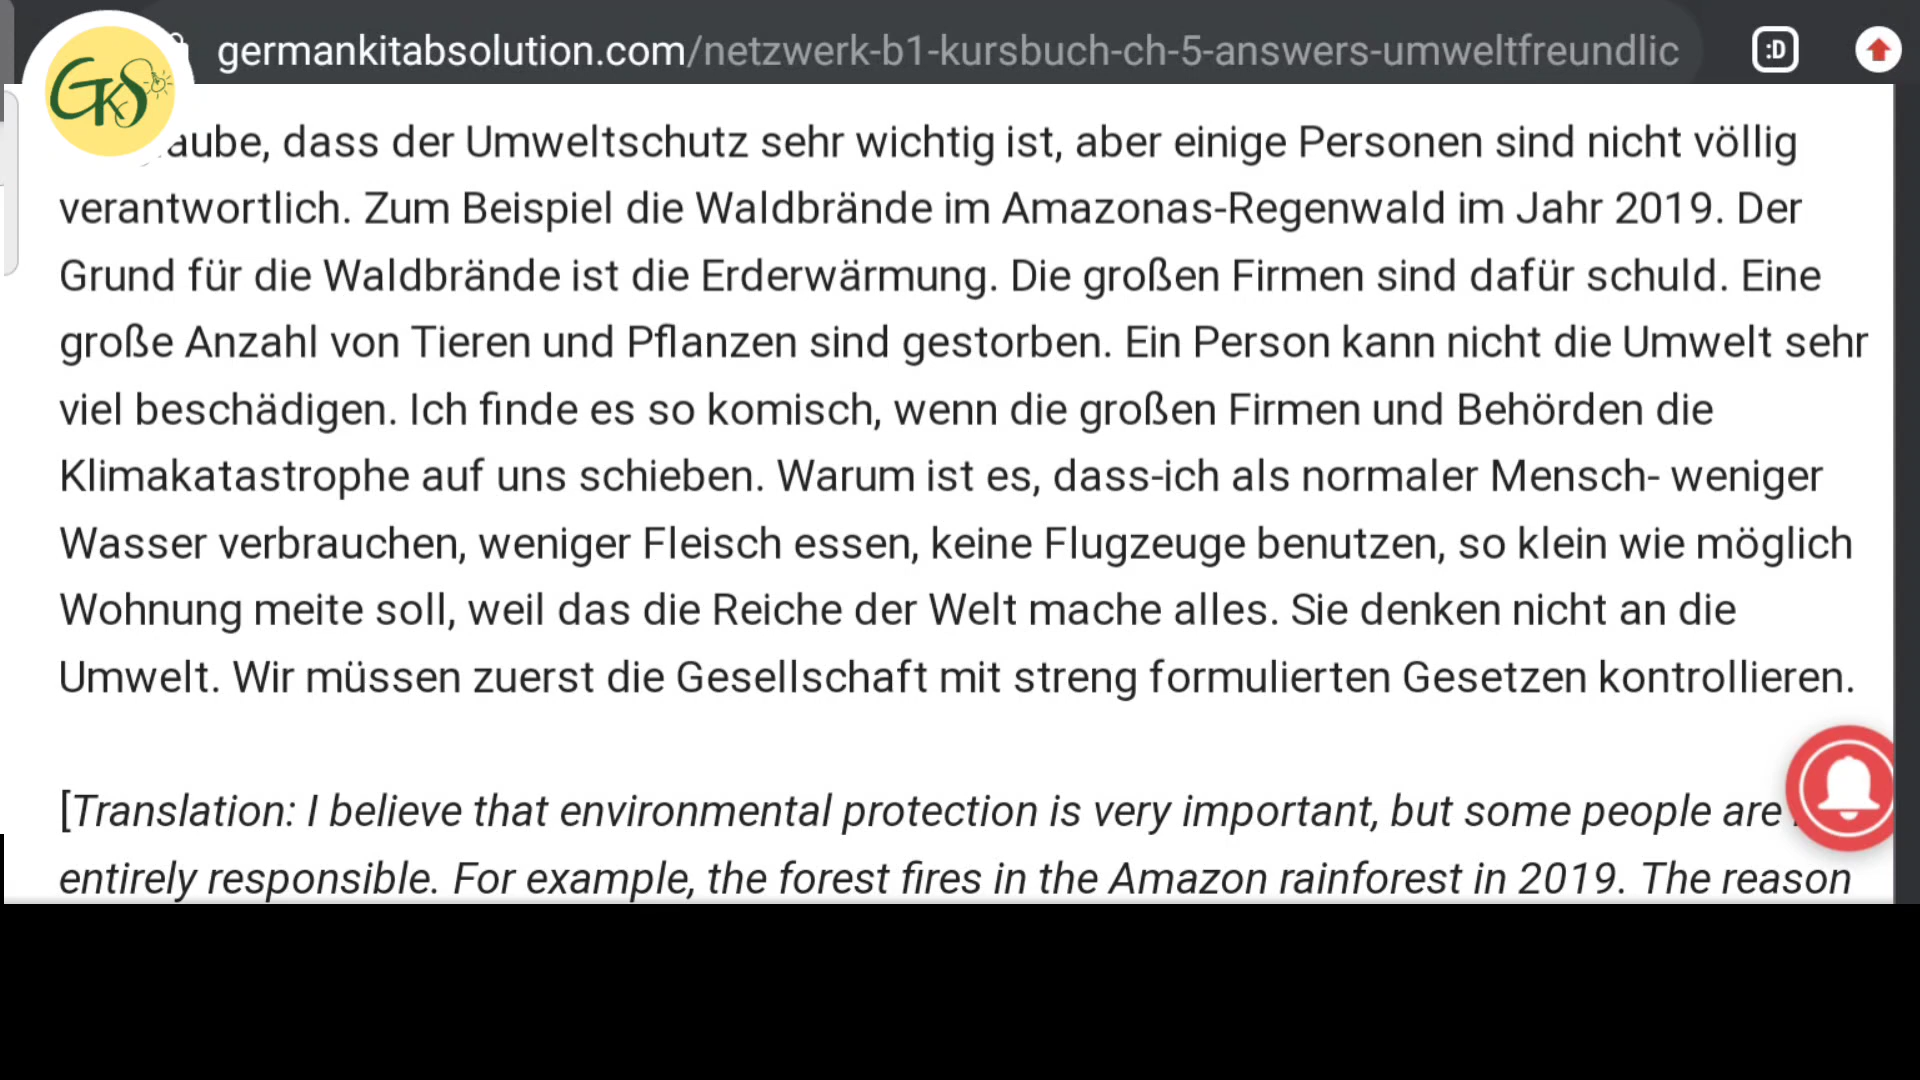 germankitabsolution.com/netzwerk-b1-kursbuch-ch-5-answers-umweltfreundlic :D
GKS
aube, dass der Umweltschutz sehr wichtig ist, aber einige Personen sind nicht völlig
verantwortlich. Zum Beispiel die Waldbrände im Amazonas-Regenwald im Jahr 2019. Der
Grund für die Waldbrände ist die Erderwärmung. Die großen Firmen sind dafür schuld. Eine
große Anzahl von Tieren und Pflanzen sind gestorben. Ein Person kann nicht die Umwelt sehr
viel beschädigen. Ich finde es so komisch, wenn die großen Firmen und Behörden die
Klimakatastrophe auf uns schieben. Warum ist es, dass-ich als normaler Mensch- weniger
Wasser verbrauchen, weniger Fleisch essen, keine Flugzeuge benutzen, so klein wie möglich
Wohnung meite soll, weil das die Reiche der Welt mache alles. Sie denken nicht an die
Umwelt. Wir müssen zuerst die Gesellschaft mit streng formulierten Gesetzen kontrollieren.
[Translation: I believe that environmental protection is very important, but some people are
entirely responsible. For example, the forest fires in the Amazon rainforest in 2019. The reason